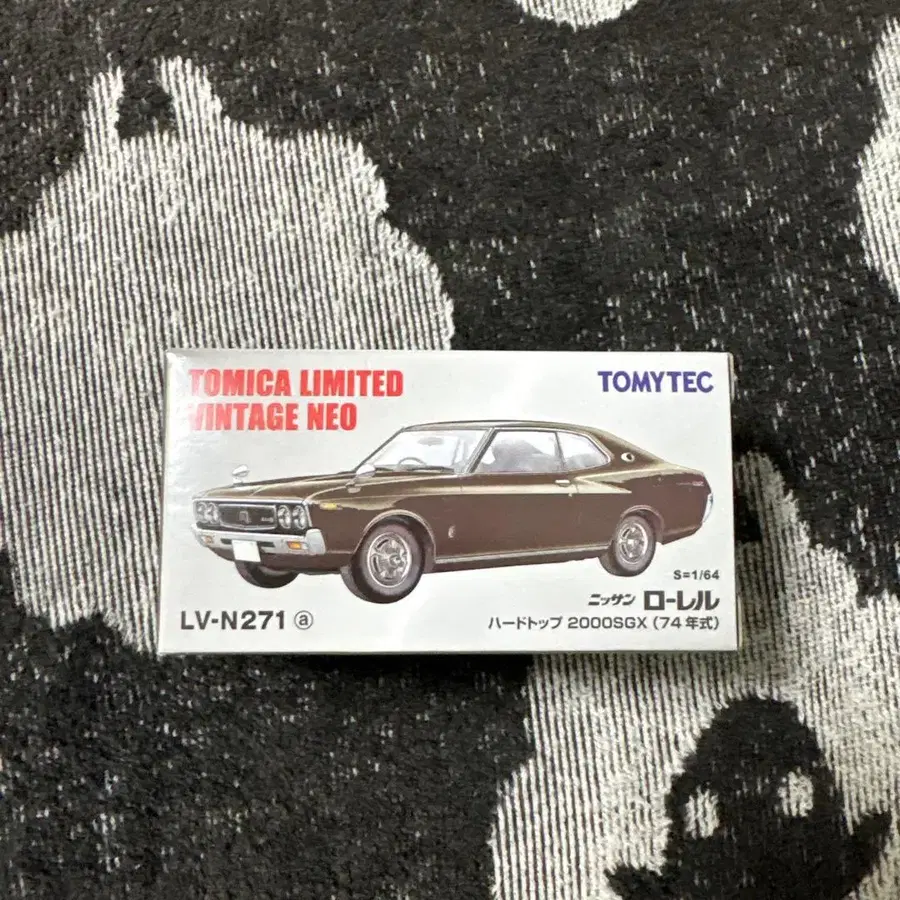 TOMICA LIMITED
VINTAGE NEO
TOMYTEC
S=1/64
ニッサン ローレル
LV-N271 ⓐ
ハードトップ 2000SGX (74年式)